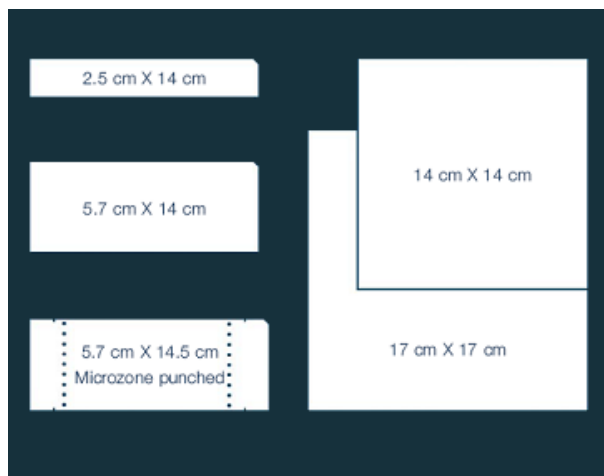 2.5 cm X 14 cm
5.7 cm X 14 cm
5.7 cm X 14.5 cm
Microzone punched
14 cm X 14 cm
17 cm X 17 cm